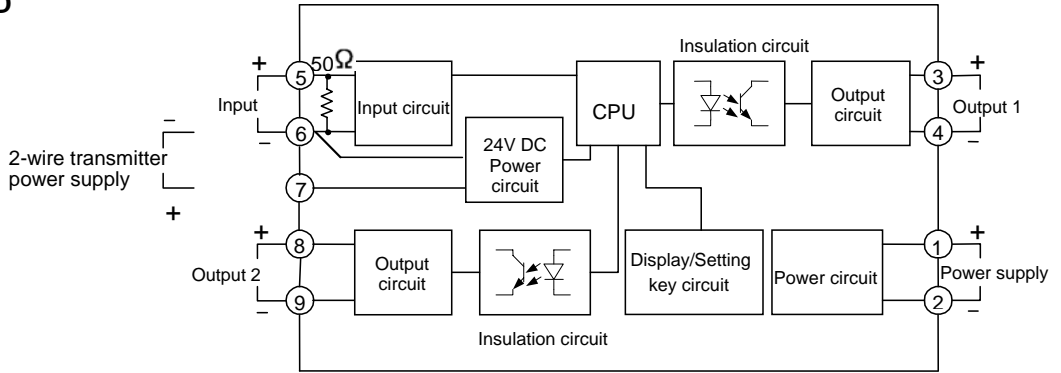 Insulation circuit
+ 5 50Ω 3 +
Input Input circuit CPU Output circuit Output 1
− 6 4 −
−
2-wire transmitter
power supply
24V DC
Power
circuit
7
+
+ 8 1 +
Output 2 Output circuit Display/Setting
key circuit Power circuit Power supply
− 9 2 −
Insulation circuit